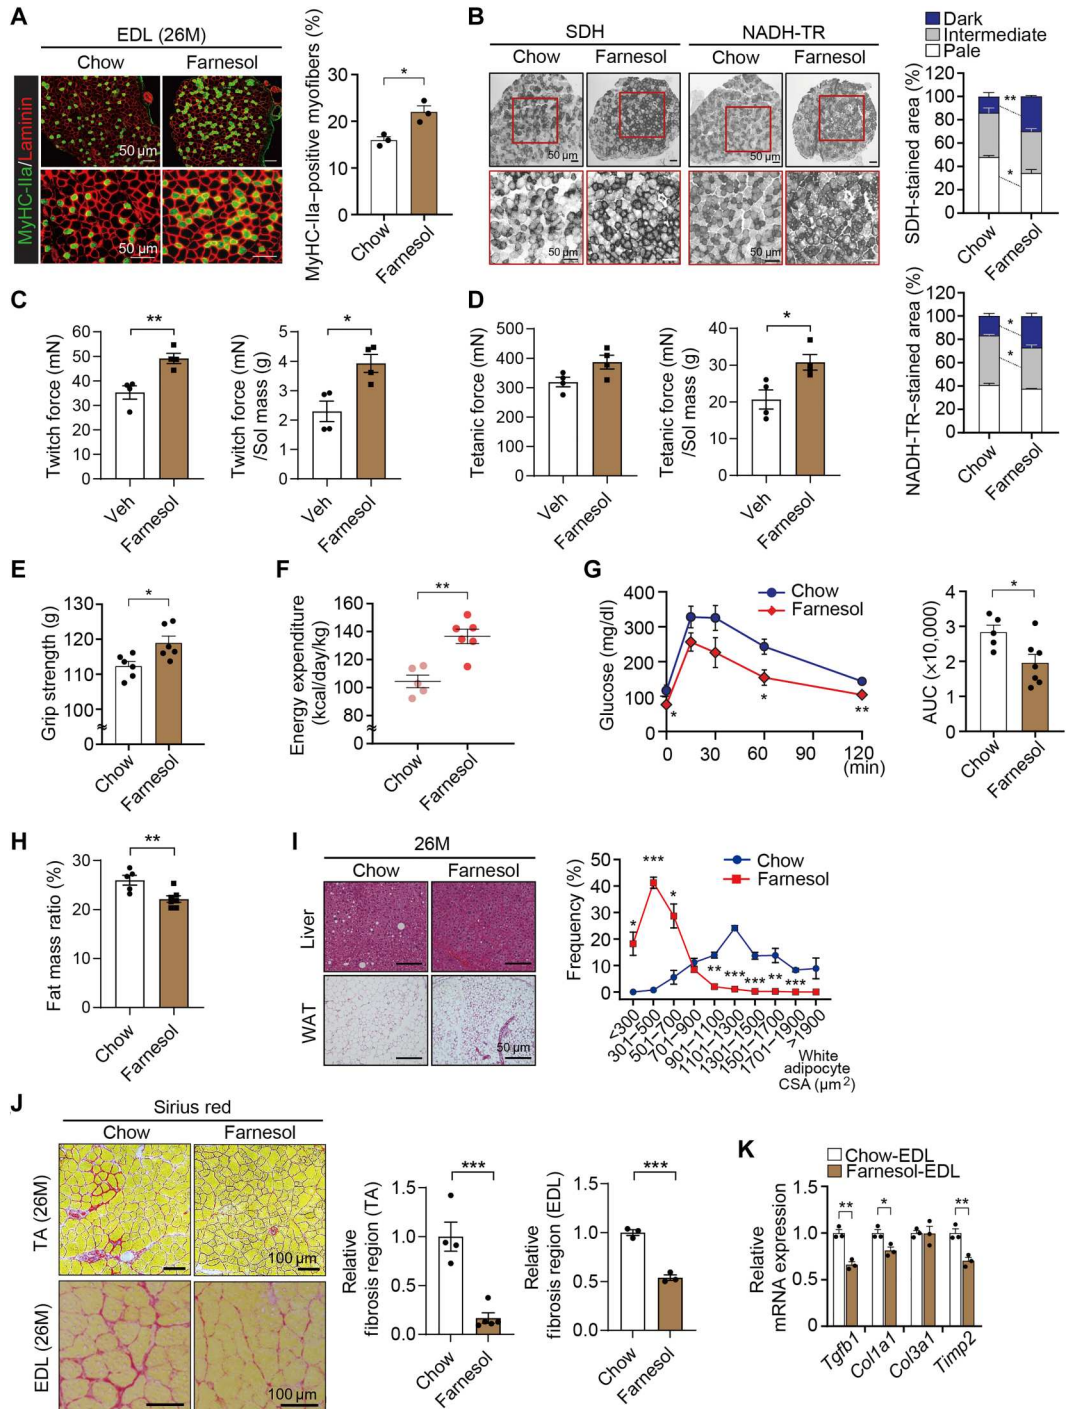 A
EDL (26M)
Chow
Farnesol
MyHC-IIa/Laminin
50 µm
50 µm
MyHC-IIa–positive myofibers (%)
30
20
10
0
*
Chow
Farnesol
B
SDH
NADH-TR
Chow
Farnesol
Chow
Farnesol
50 µm
50 µm
50 µm
50 µm
Dark
Intermediate
Pale
SDH-stained area (%)
120
100
80
60
40
20
0
**
*
Chow
Farnesol
NADH-TR–stained area (%)
120
100
80
60
40
20
0
*
*
Chow
Farnesol
C
Twitch force (mN)
60
50
40
30
20
10
0
**
Veh
Farnesol
Twitch force (mN)
/Sol mass (g)
5
4
3
2
1
0
*
Veh
Farnesol
D
Tetanic force (mN)
500
400
300
200
100
0
Veh
Farnesol
Tetanic force (mN)
/Sol mass (g)
40
30
20
10
0
*
Veh
Farnesol
E
Grip strength (g)
130
120
110
100
0
*
Chow
Farnesol
F
Energy expenditure
(kcal/day/kg)
160
140
120
100
80
0
**
Chow
Farnesol
G
Glucose (mg/dl)
400
300
200
100
0
Chow
Farnesol
*
*
**
0
30
60
90
120
(min)
AUC (×10,000)
4
3
2
1
0
*
Chow
Farnesol
H
Fat mass ratio (%)
30
20
10
0
**
Chow
Farnesol
I
26M
Chow
Farnesol
Liver
WAT
50 µm
Frequency (%)
50
40
30
20
10
0
Chow
Farnesol
*
***
*
**
***
***
**
***
<300
301–500
501–700
701–900
901–1100
1101–1300
1301–1500
1501–1700
1701–1900
>1900
White
adipocyte
CSA (µm²)
J
Sirius red
Chow
Farnesol
TA (26M)
EDL (26M)
100 µm
100 µm
Relative
fibrosis region (TA)
1.5
1.0
0.5
0.0
***
Chow
Farnesol
Relative
fibrosis region (EDL)
1.5
1.0
0.5
0.0
***
Chow
Farnesol
K
Chow-EDL
Farnesol-EDL
Relative
mRNA expression
1.5
1.0
0.5
0.0
**
*
**
Tgfb1
Col1a1
Col3a1
Timp2